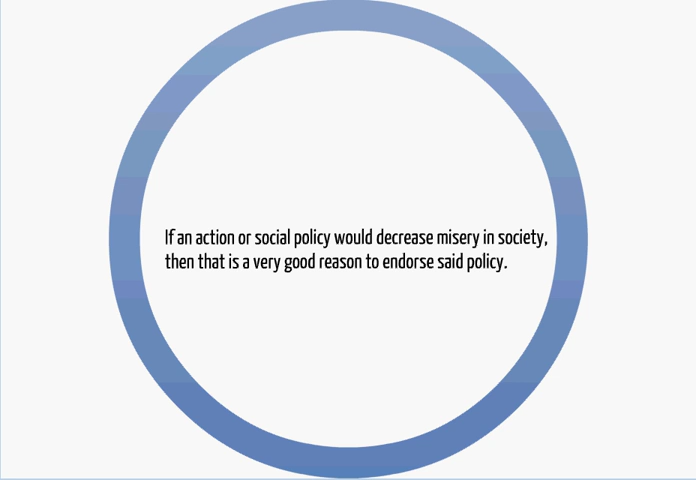 If an action or social policy would decrease misery in society,
then that is a very good reason to endorse said policy.